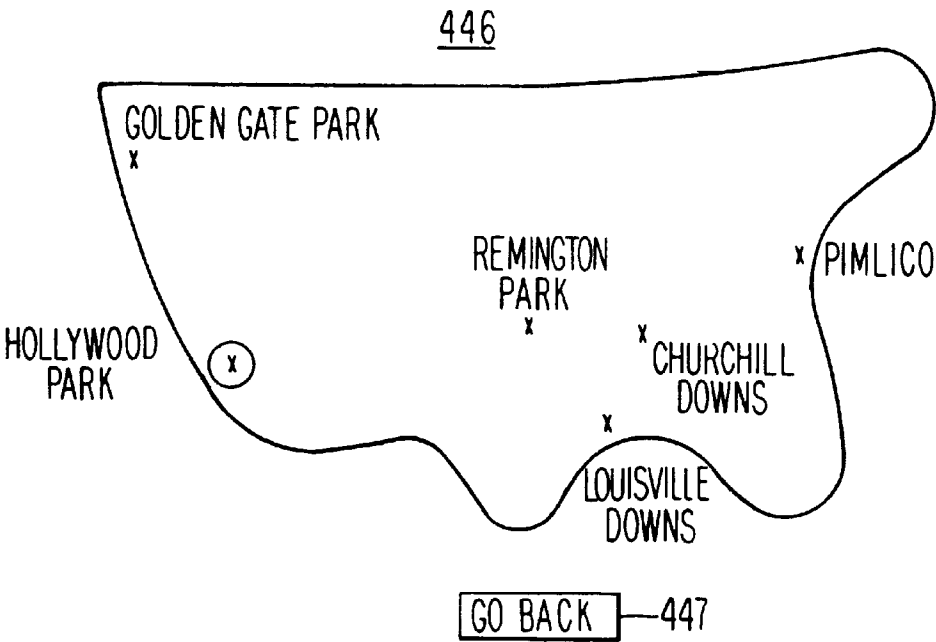 446
GOLDEN GATE PARK
x
REMINGTON
PARK
x
x PIMLICO
HOLLYWOOD
PARK
x
x
CHURCHILL
DOWNS
x
LOUISVILLE
DOWNS
GO BACK 447